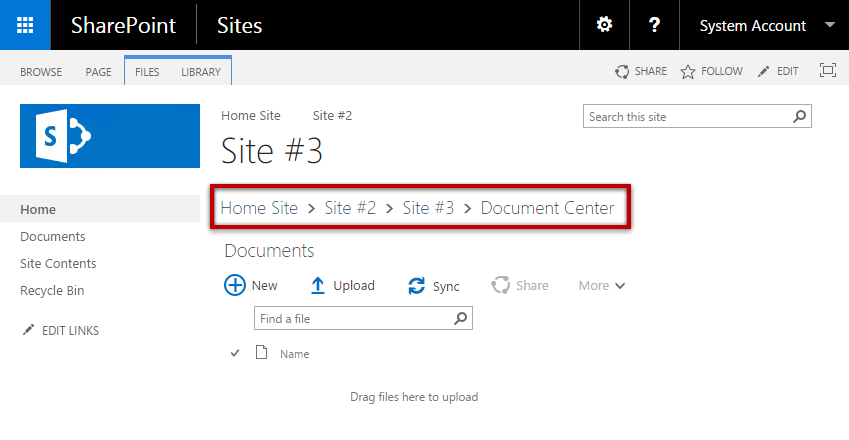 SharePoint Sites ? System Account
BROWSE PAGE FILES LIBRARY SHARE FOLLOW EDIT
S
Home Site Site #2 Search this site
Site #3
Home Site > Site #2 > Site #3 > Document Center
Home
Documents
Site Contents
Recycle Bin
EDIT LINKS
Documents
New Upload Sync Share More
Find a file
Name
Drag files here to upload